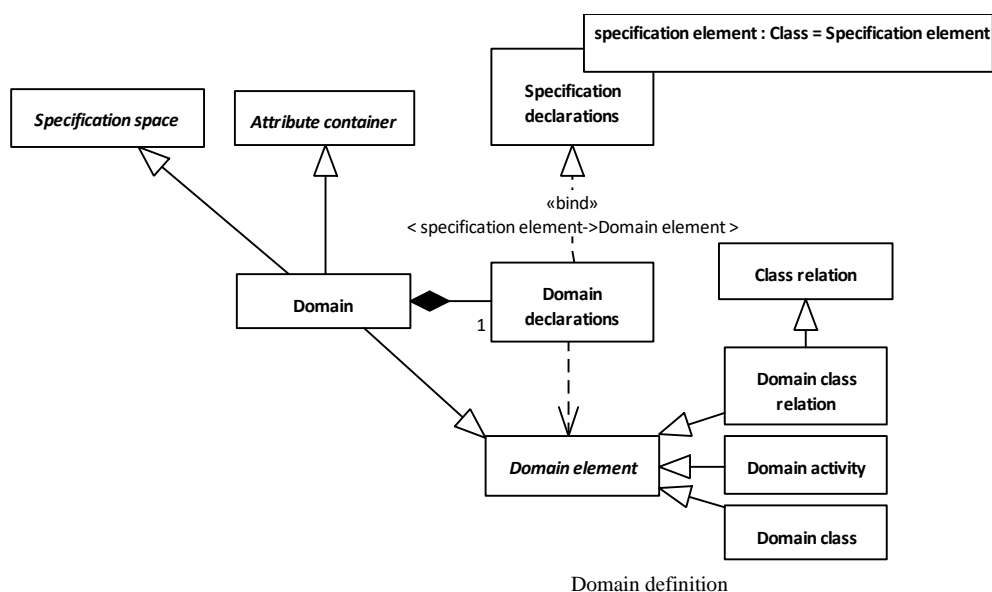 specification element : Class = Specification element
Specification
declarations
Specification space
Attribute container
«bind»
< specification element->Domain element >
Class relation
Domain
1
Domain
declarations
Domain class
relation
Domain element
Domain activity
Domain class
Domain definition